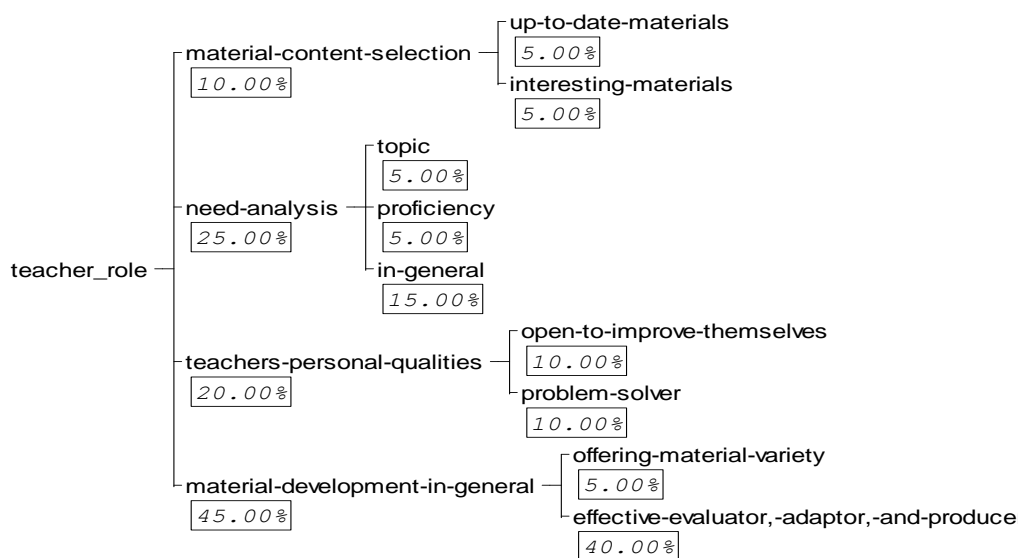 teacher_role
material-content-selection
10.00%
up-to-date-materials
5.00%
interesting-materials
5.00%
need-analysis
25.00%
topic
5.00%
proficiency
5.00%
in-general
15.00%
teachers-personal-qualities
20.00%
open-to-improve-themselves
10.00%
problem-solver
10.00%
material-development-in-general
45.00%
offering-material-variety
5.00%
effective-evaluator,-adaptor,-and-produce
40.00%